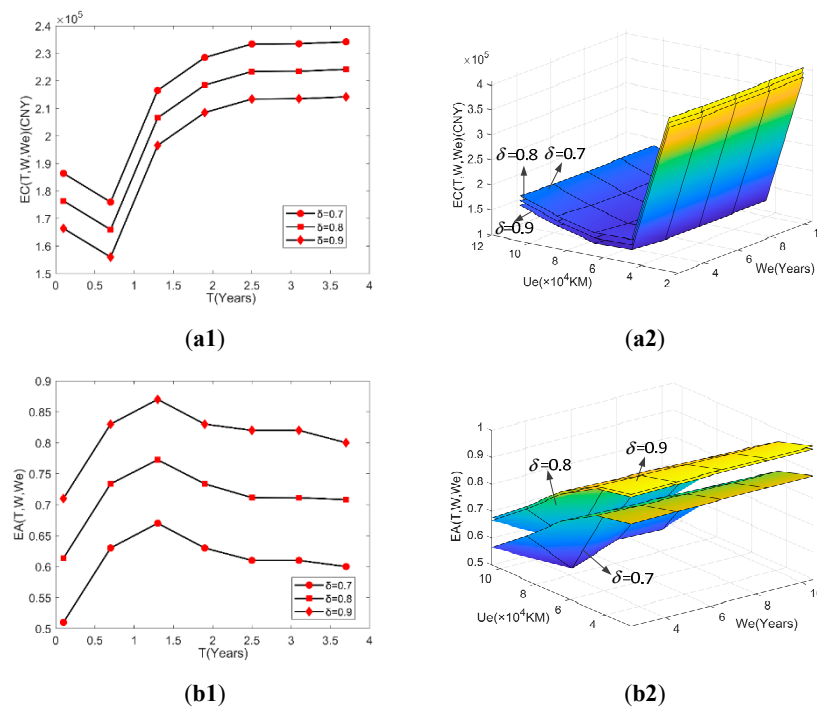 ×10⁵
2.4
2.3
2.2
2.1
2
1.9
1.8
1.7
1.6
1.5
EC(T,W,We)(CNY)
δ=0.7
δ=0.8
δ=0.9
0 0.5 1 1.5 2 2.5 3 3.5 4
T(Years)
(a1)
×10⁵
4
3.5
3
2.5
2
1.5
1
EC(T,W,We)(CNY)
δ=0.8 δ=0.7
δ=0.9
12 10 8 6 4 2
Ue(×10⁴KM)
4 6 8
We(Years)
(a2)
0.9
0.85
0.8
0.75
0.7
0.65
0.6
0.55
0.5
EA(T,W,We)
δ=0.7
δ=0.8
δ=0.9
0 0.5 1 1.5 2 2.5 3 3.5 4
T(Years)
(b1)
1
0.9
0.8
0.7
0.6
0.5
EA(T,W,We)
δ=0.9
δ=0.8
δ=0.7
10 8 6 4
Ue(×10⁴KM)
4 6 8 10
We(Years)
(b2)